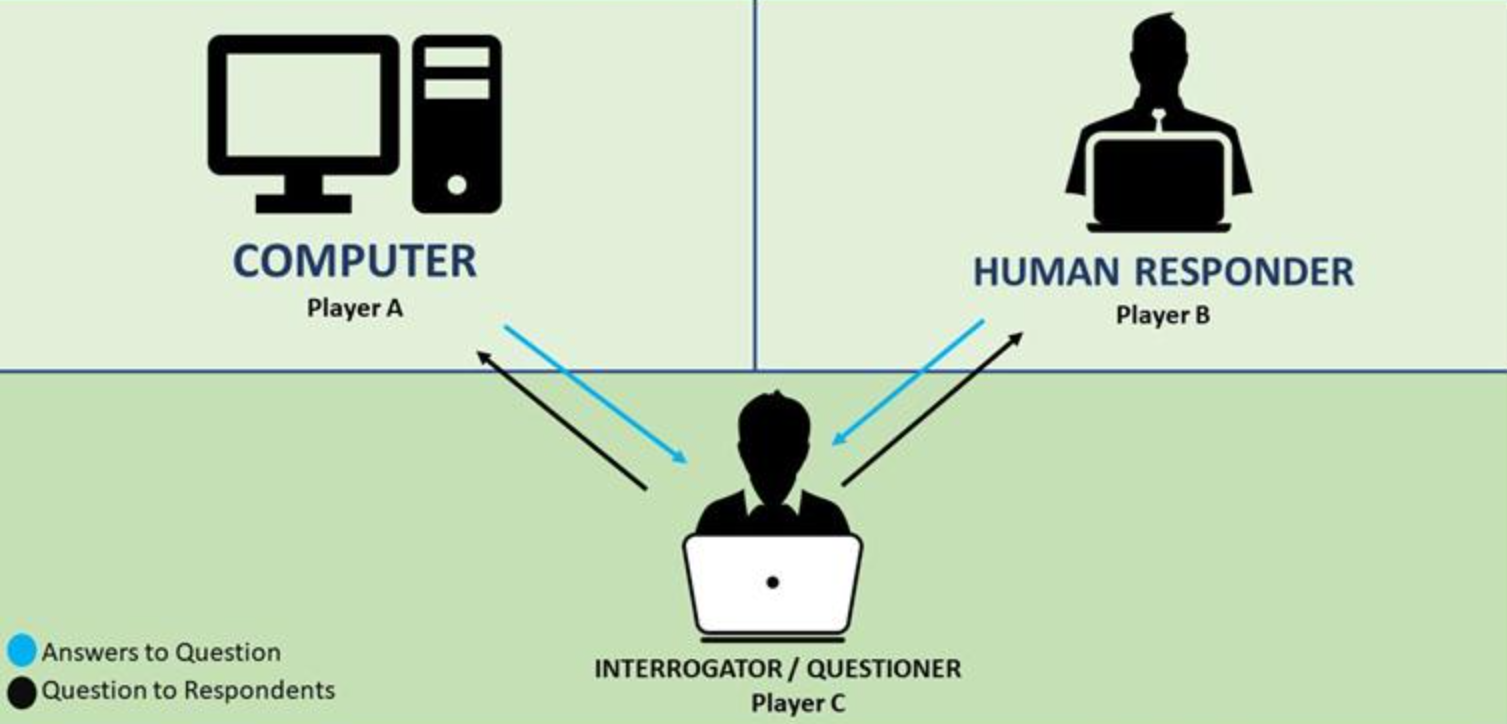 COMPUTER
Player A
HUMAN RESPONDER
Player B
Answers to Question
Question to Respondents
INTERROGATOR / QUESTIONER
Player C